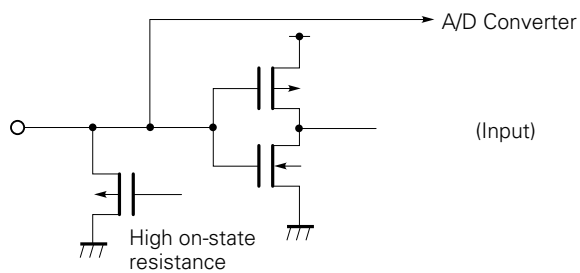 A/D Converter
(Input)
High on-state
resistance